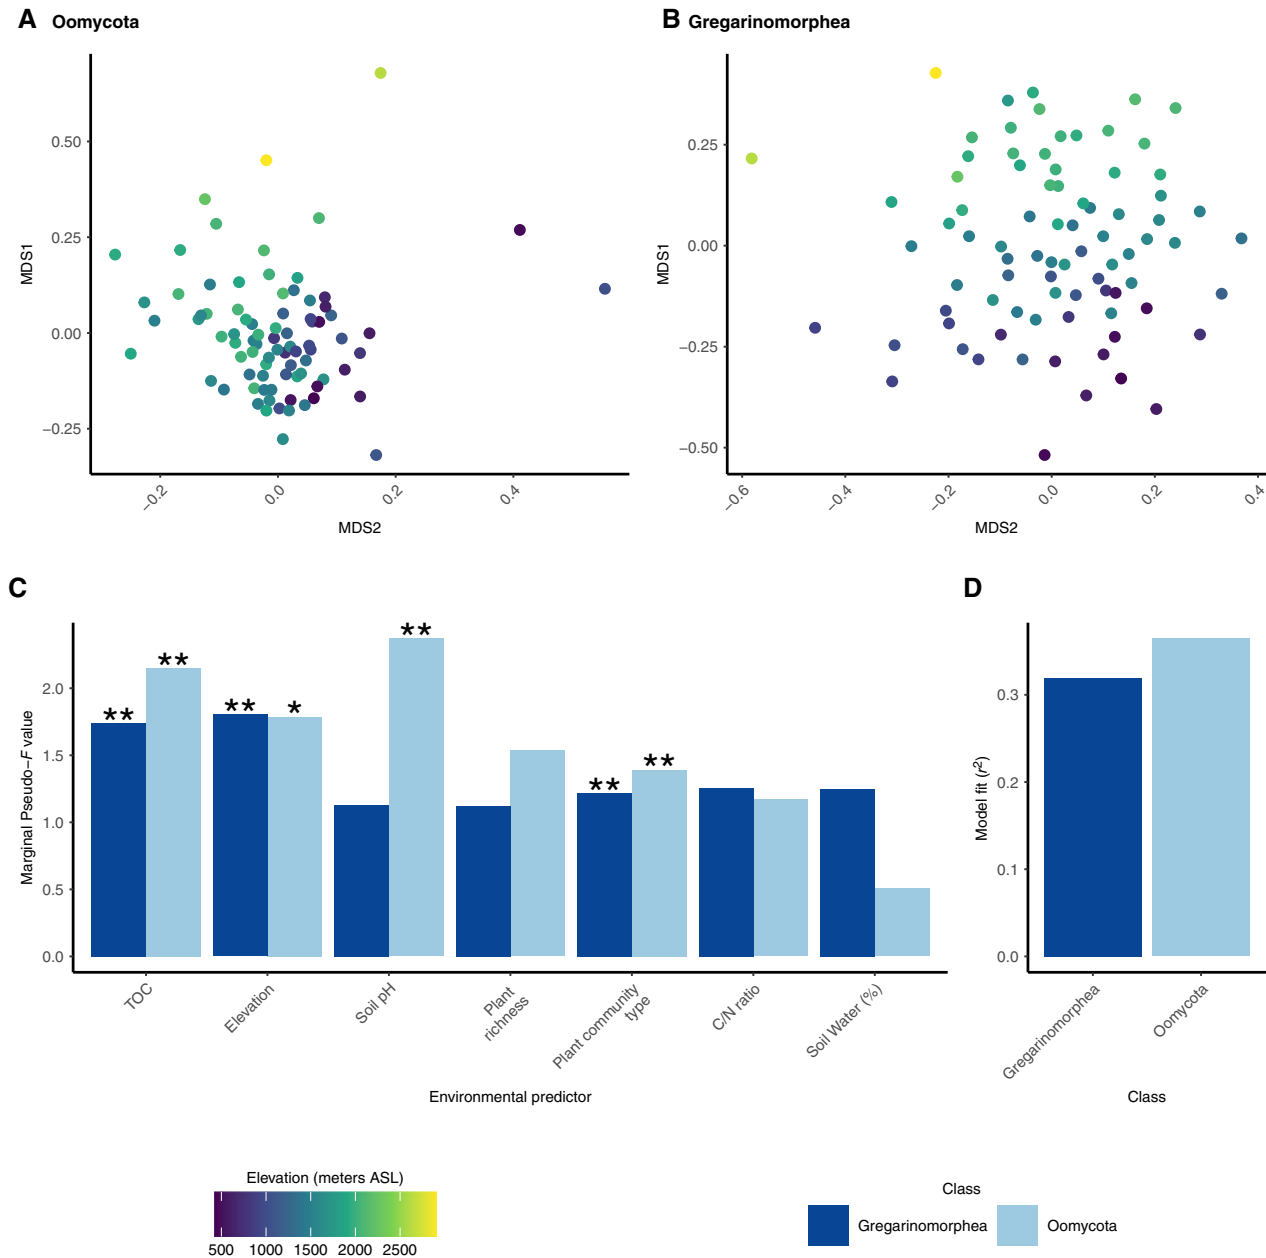 A Oomycota
0.50
0.25
0.00
−0.25
MDS1
−0.2
0.0
0.2
0.4
MDS2
B Gregarinomorphea
0.25
0.00
−0.25
−0.50
MDS1
−0.6
−0.4
−0.2
0.0
0.2
0.4
MDS2
C
2.0
1.5
1.0
0.5
0.0
Marginal Pseudo−F value
**
**
**
*
**
**
**
TOC
Elevation
Soil pH
Plant
richness
Plant community
type
C/N ratio
Soil Water (%)
Environmental predictor
D
0.3
0.2
0.1
0.0
Model fit (r²)
Gregarinomorphea
Oomycota
Class
Elevation (meters ASL)
500 1000 1500 2000 2500
Class
Gregarinomorphea
Oomycota